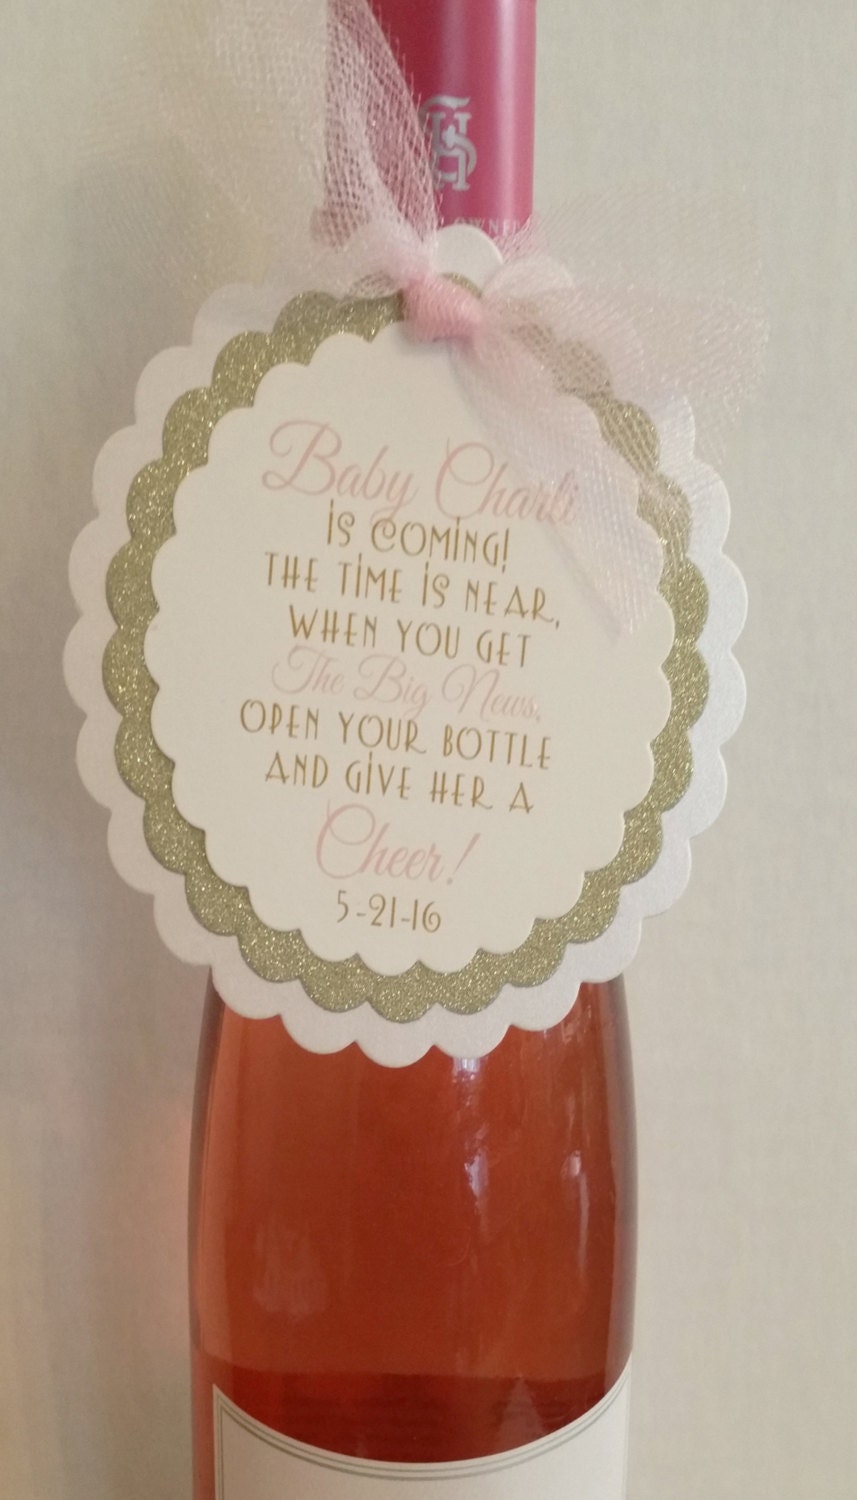 OWNED
Baby Charli
is coming!
The time is near,
when you get
The Big News,
open your bottle
and give her a
Cheer!
5-21-16